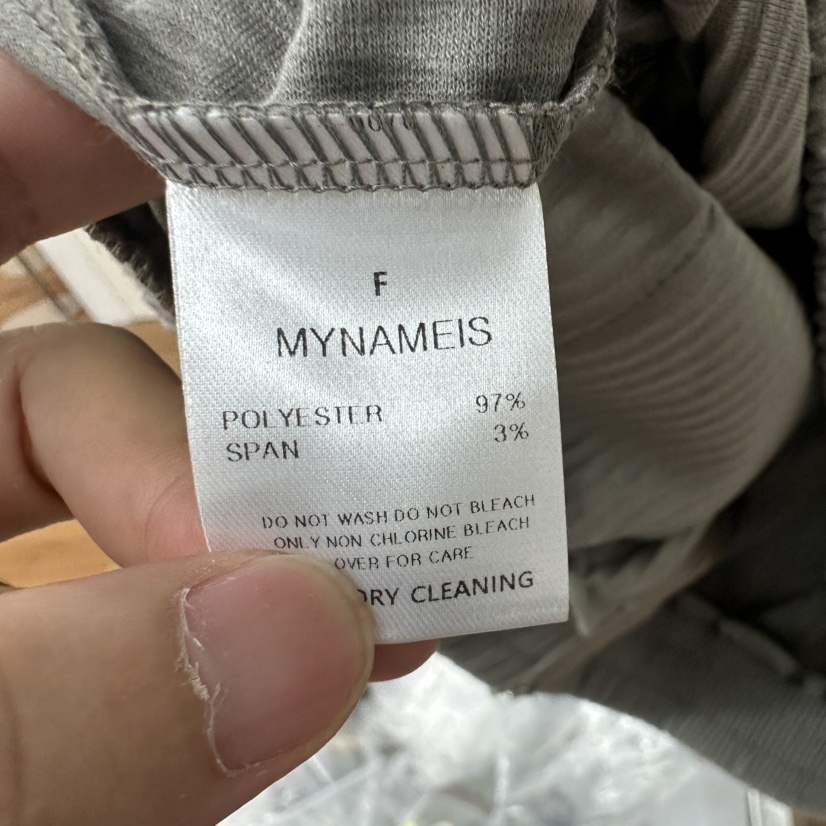 F
MYNAMEIS
POLYESTER 97%
SPAN 3%
DO NOT WASH DO NOT BLEACH
ONLY NON CHLORINE BLEACH
OVER FOR CARE
DRY CLEANING